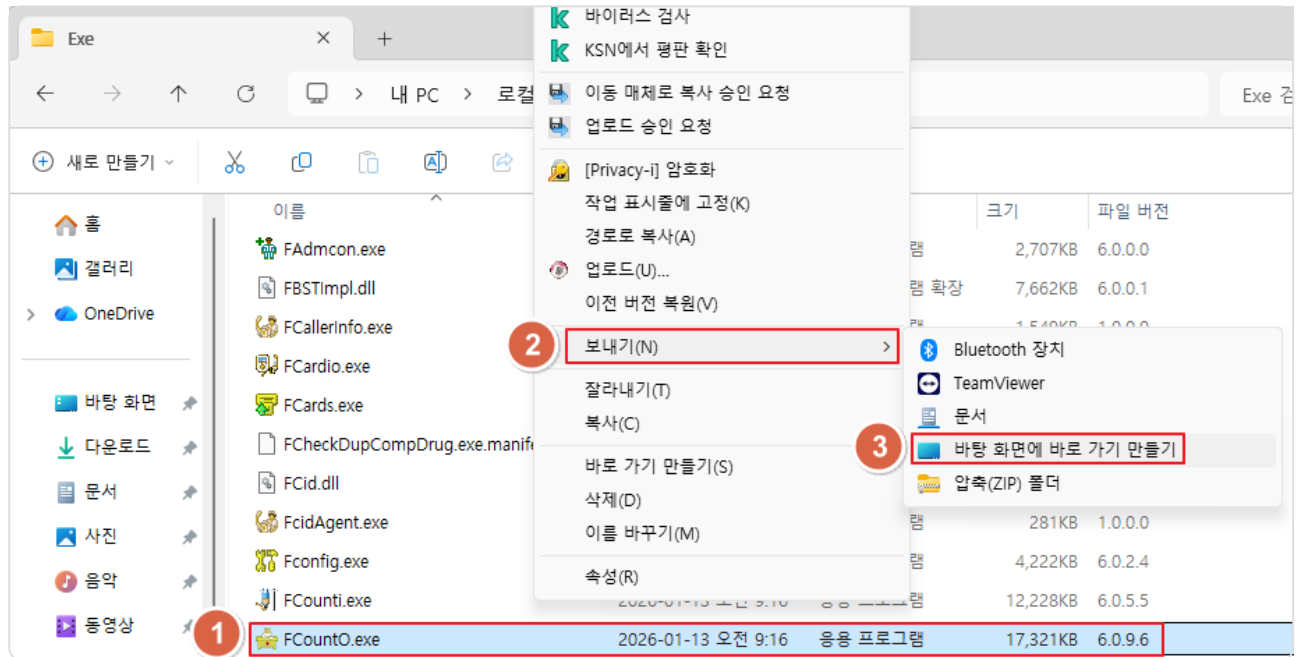 Exe
내 PC
로컬
Exe
새로 만들기
홈
갤러리
OneDrive
바탕 화면
다운로드
문서
사진
음악
동영상
이름
크기
파일 버전
FAdmcon.exe
램
2,707KB
6.0.0.0
FBSTImpl.dll
램 확장
7,662KB
6.0.0.1
FCallerInfo.exe
FCardio.exe
FCards.exe
FCheckDupCompDrug.exe.manife
FCid.dll
FcidAgent.exe
램
281KB
1.0.0.0
Fconfig.exe
램
4,222KB
6.0.2.4
FCounti.exe
12,228KB
6.0.5.5
1
FCountO.exe
2026-01-13 오전 9:16
응용 프로그램
17,321KB
6.0.9.6
바이러스 검사
KSN에서 평판 확인
이동 매체로 복사 승인 요청
업로드 승인 요청
[Privacy-i] 암호화
작업 표시줄에 고정(K)
경로로 복사(A)
업로드(U)...
이전 버전 복원(V)
2
보내기(N)
잘라내기(T)
복사(C)
바로 가기 만들기(S)
삭제(D)
이름 바꾸기(M)
속성(R)
Bluetooth 장치
TeamViewer
문서
3
바탕 화면에 바로 가기 만들기
압축(ZIP) 폴더